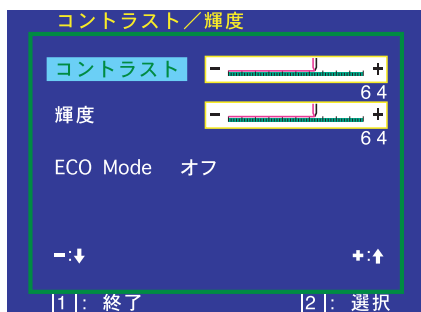 コントラスト／輝度
コントラスト - +
64
輝度 - +
64
ECO Mode オフ
-:↓ +:↑
1: 終了 2: 選択